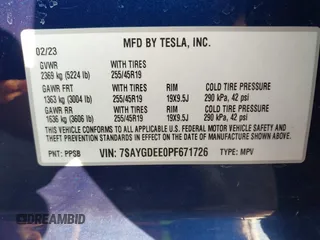 MFD BY TESLA, INC.
02/23
GVWR WITH TIRES
2369 kg (5224 lb) 255/45R19
GAWR FRT WITH TIRES RIM COLD TIRE PRESSURE
1363 kg (3004 lb) 255/45R19 19X9.5J 290 kPa, 42 psi
GAWR RR WITH TIRES RIM COLD TIRE PRESSURE
1636 kg (3606 lb) 255/45R19 19X9.5J 290 kPa, 42 psi
THIS VEHICLE CONFORMS TO ALL APPLICABLE U.S. FEDERAL MOTOR
VEHICLE SAFETY AND THEFT PREVENTION STANDARDS IN EFFECT ON
THE DATE OF MANUFACTURE SHOWN ABOVE.
PNT: PPSB VIN: 7SAYGDEE0PF671726 TYPE: MPV
CREAMBID